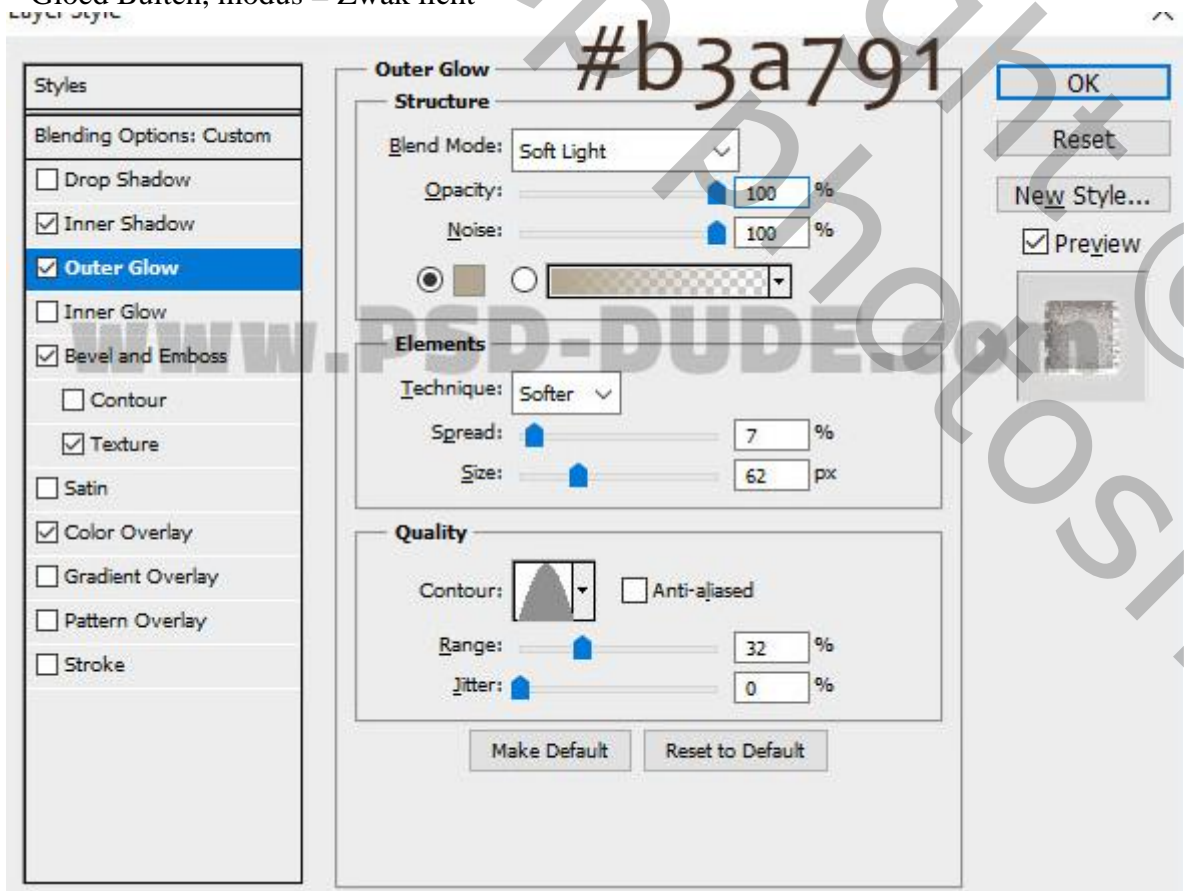 Gloed Buiten, modus = Zwak licht
Layer Style
#b3a791
Styles
Blending Options: Custom
Drop Shadow
Inner Shadow
Outer Glow
Inner Glow
Bevel and Emboss
Contour
Texture
Satin
Color Overlay
Gradient Overlay
Pattern Overlay
Stroke
Outer Glow
Structure
Blend Mode: Soft Light
Opacity: 100 %
Noise: 100 %
Elements
Technique: Softer
Spread: 7 %
Size: 62 px
Quality
Contour: Anti-aliased
Range: 32 %
Jitter: 0 %
Make Default Reset to Default
OK
Reset
New Style...
Preview
www.PSD-DUDE.com